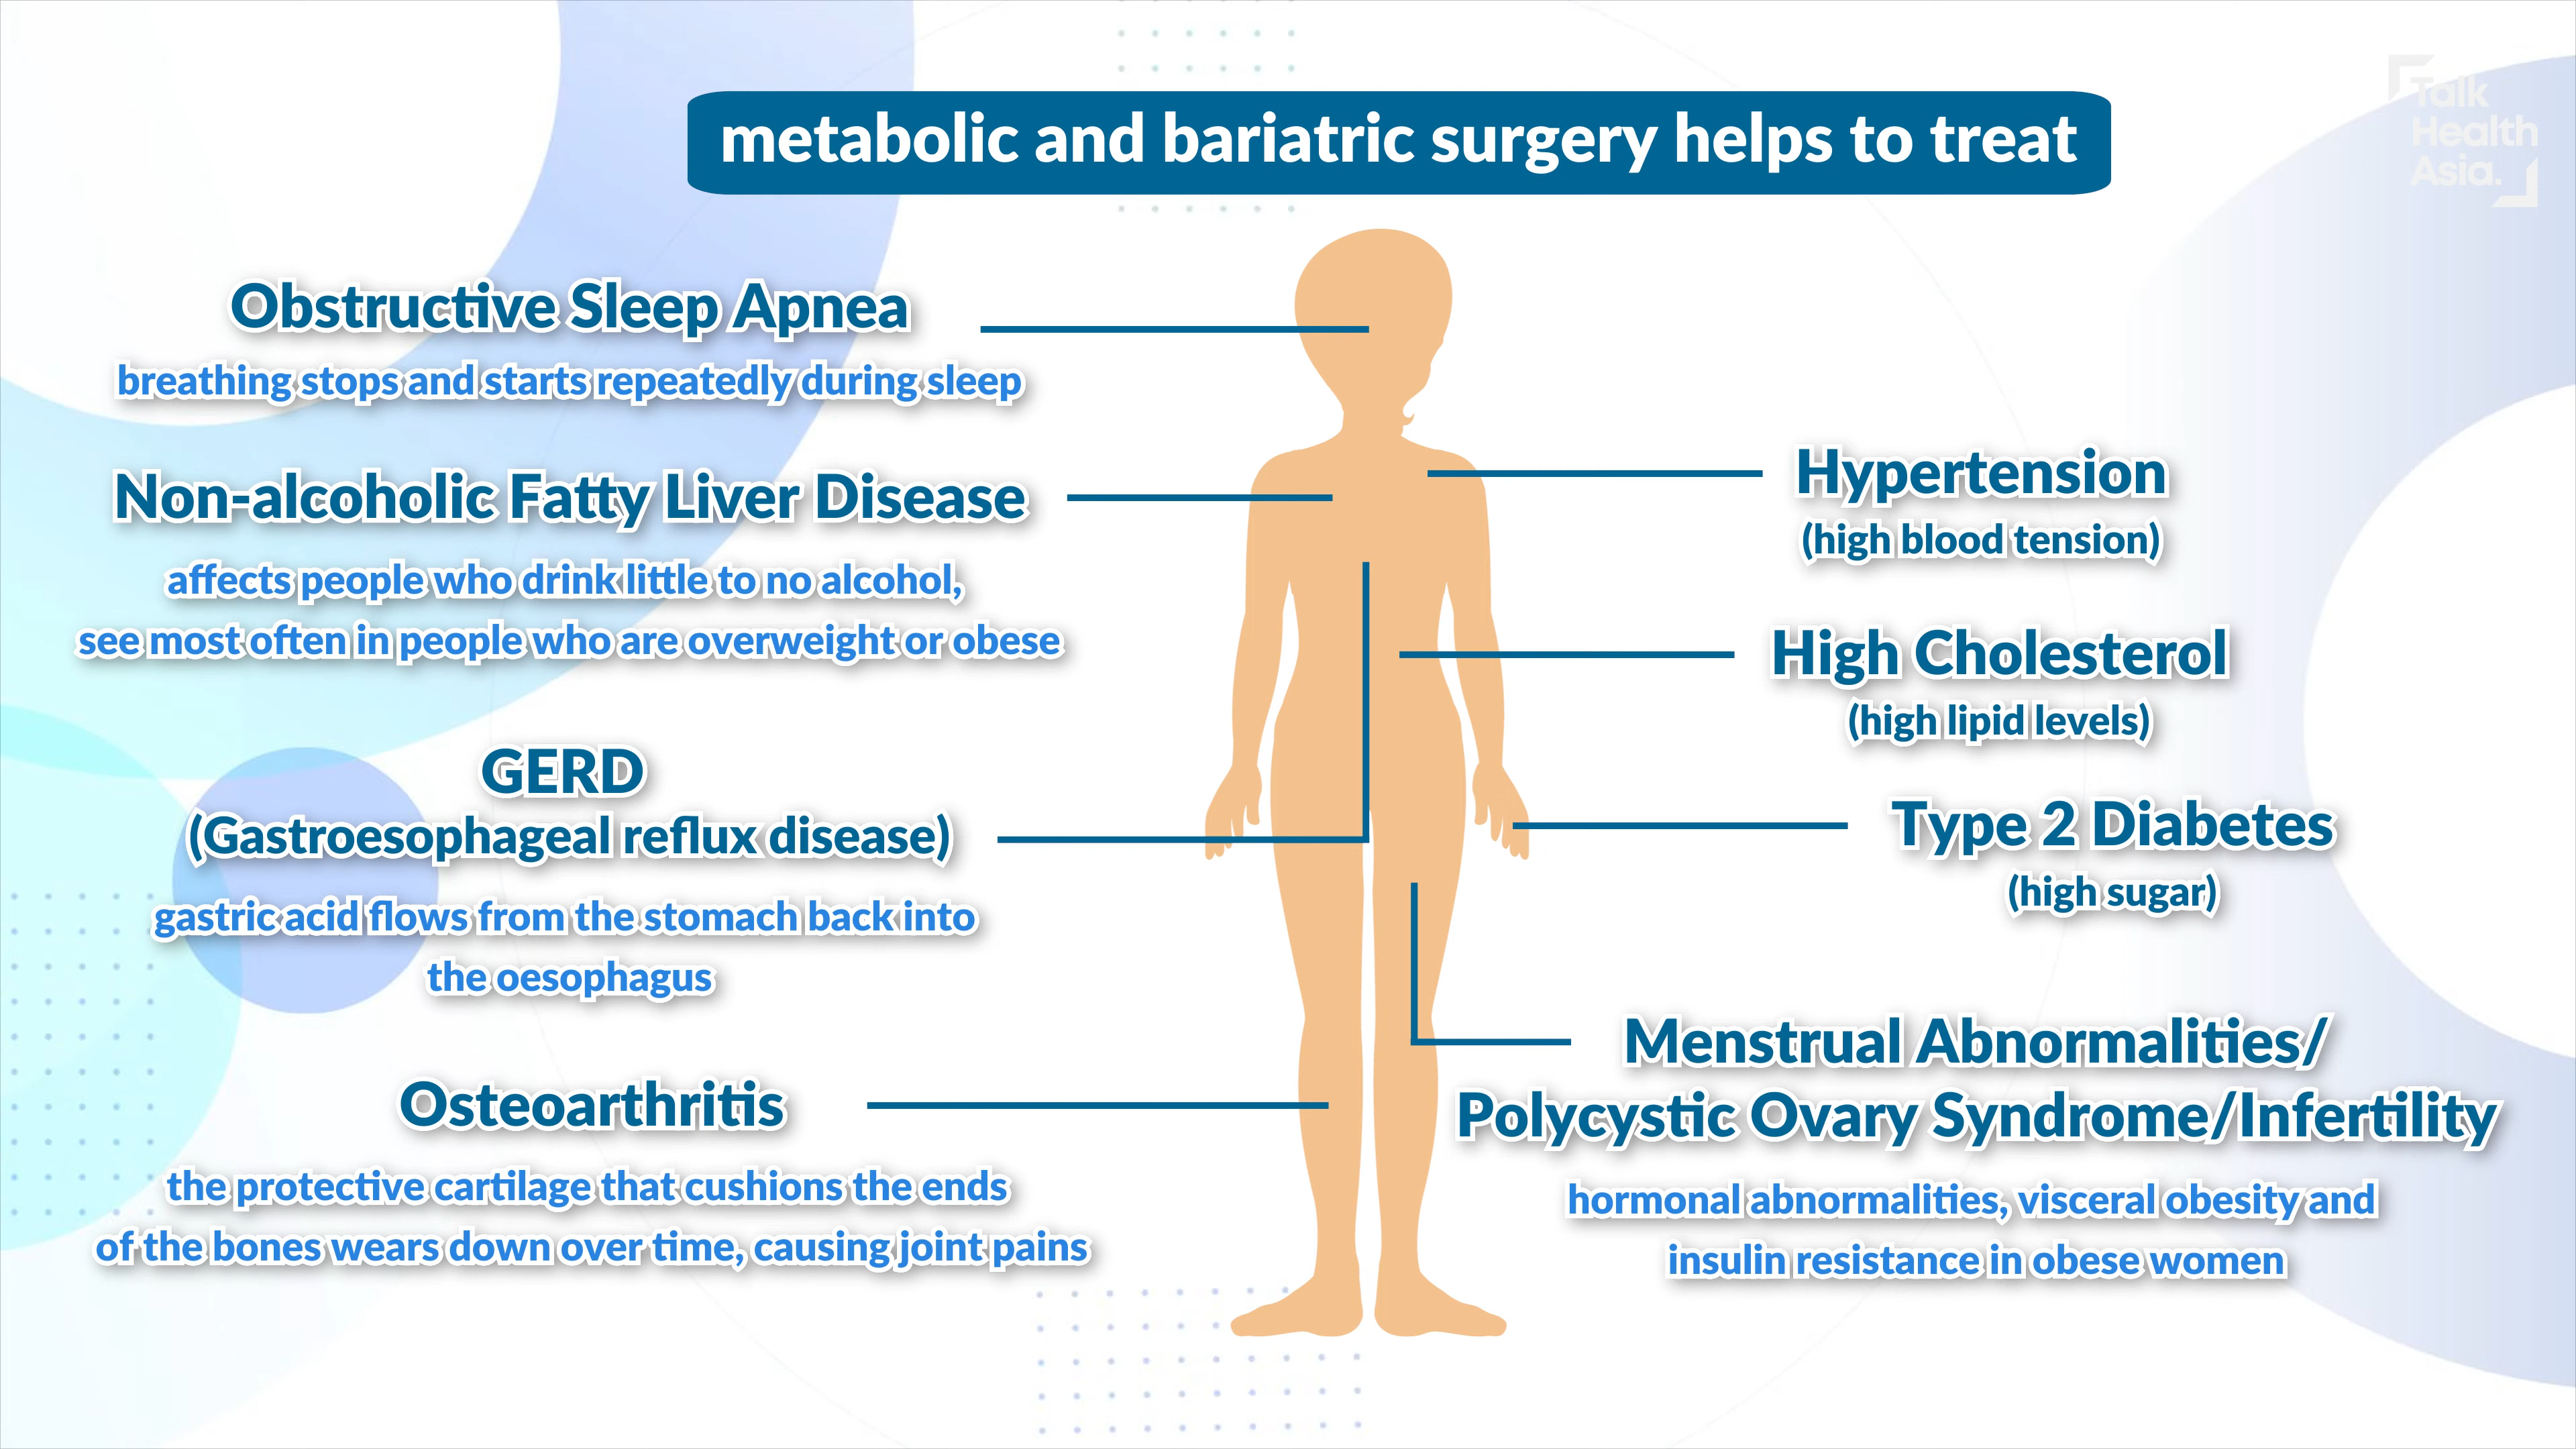 metabolic and bariatric surgery helps to treat
Talk
Health
Asia.
Obstructive Sleep Apnea
breathing stops and starts repeatedly during sleep
Non-alcoholic Fatty Liver Disease
affects people who drink little to no alcohol,
see most often in people who are overweight or obese
GERD
(Gastroesophageal reflux disease)
gastric acid flows from the stomach back into
the oesophagus
Osteoarthritis
the protective cartilage that cushions the ends
of the bones wears down over time, causing joint pains
Hypertension
(high blood tension)
High Cholesterol
(high lipid levels)
Type 2 Diabetes
(high sugar)
Menstrual Abnormalities/
Polycystic Ovary Syndrome/Infertility
hormonal abnormalities, visceral obesity and
insulin resistance in obese women